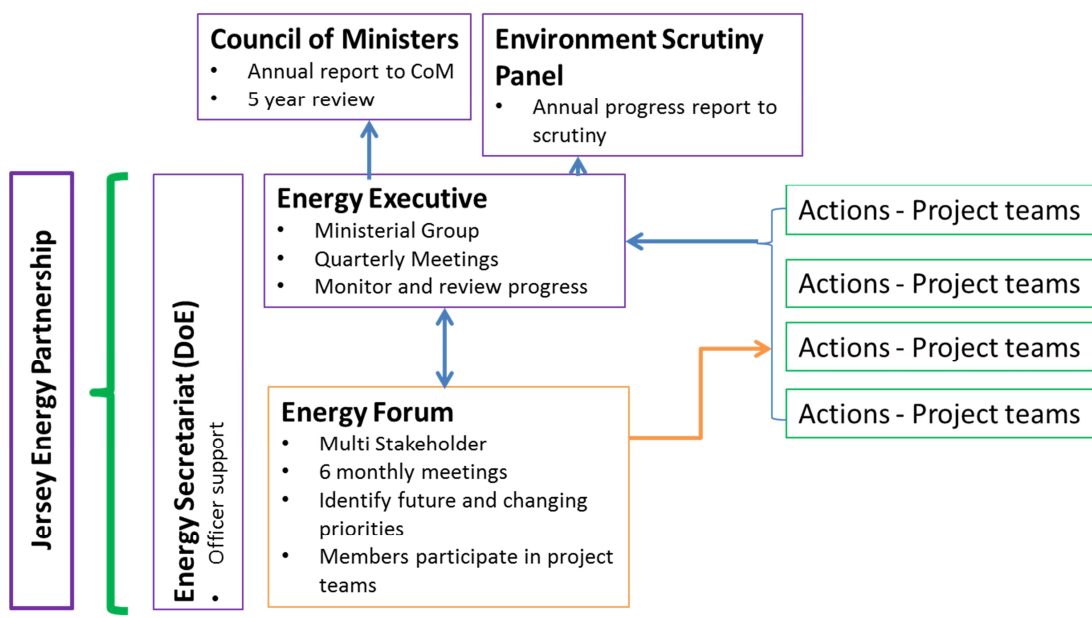 Council of Ministers
• Annual report to CoM
• 5 year review
Environment Scrutiny
Panel
• Annual progress report to
scrutiny
Jersey Energy Partnership
Energy Secretariat (DoE)
• Officer support
Energy Executive
• Ministerial Group
• Quarterly Meetings
• Monitor and review progress
Energy Forum
• Multi Stakeholder
• 6 monthly meetings
• Identify future and changing
priorities
• Members participate in project
teams
Actions - Project teams
Actions - Project teams
Actions - Project teams
Actions - Project teams